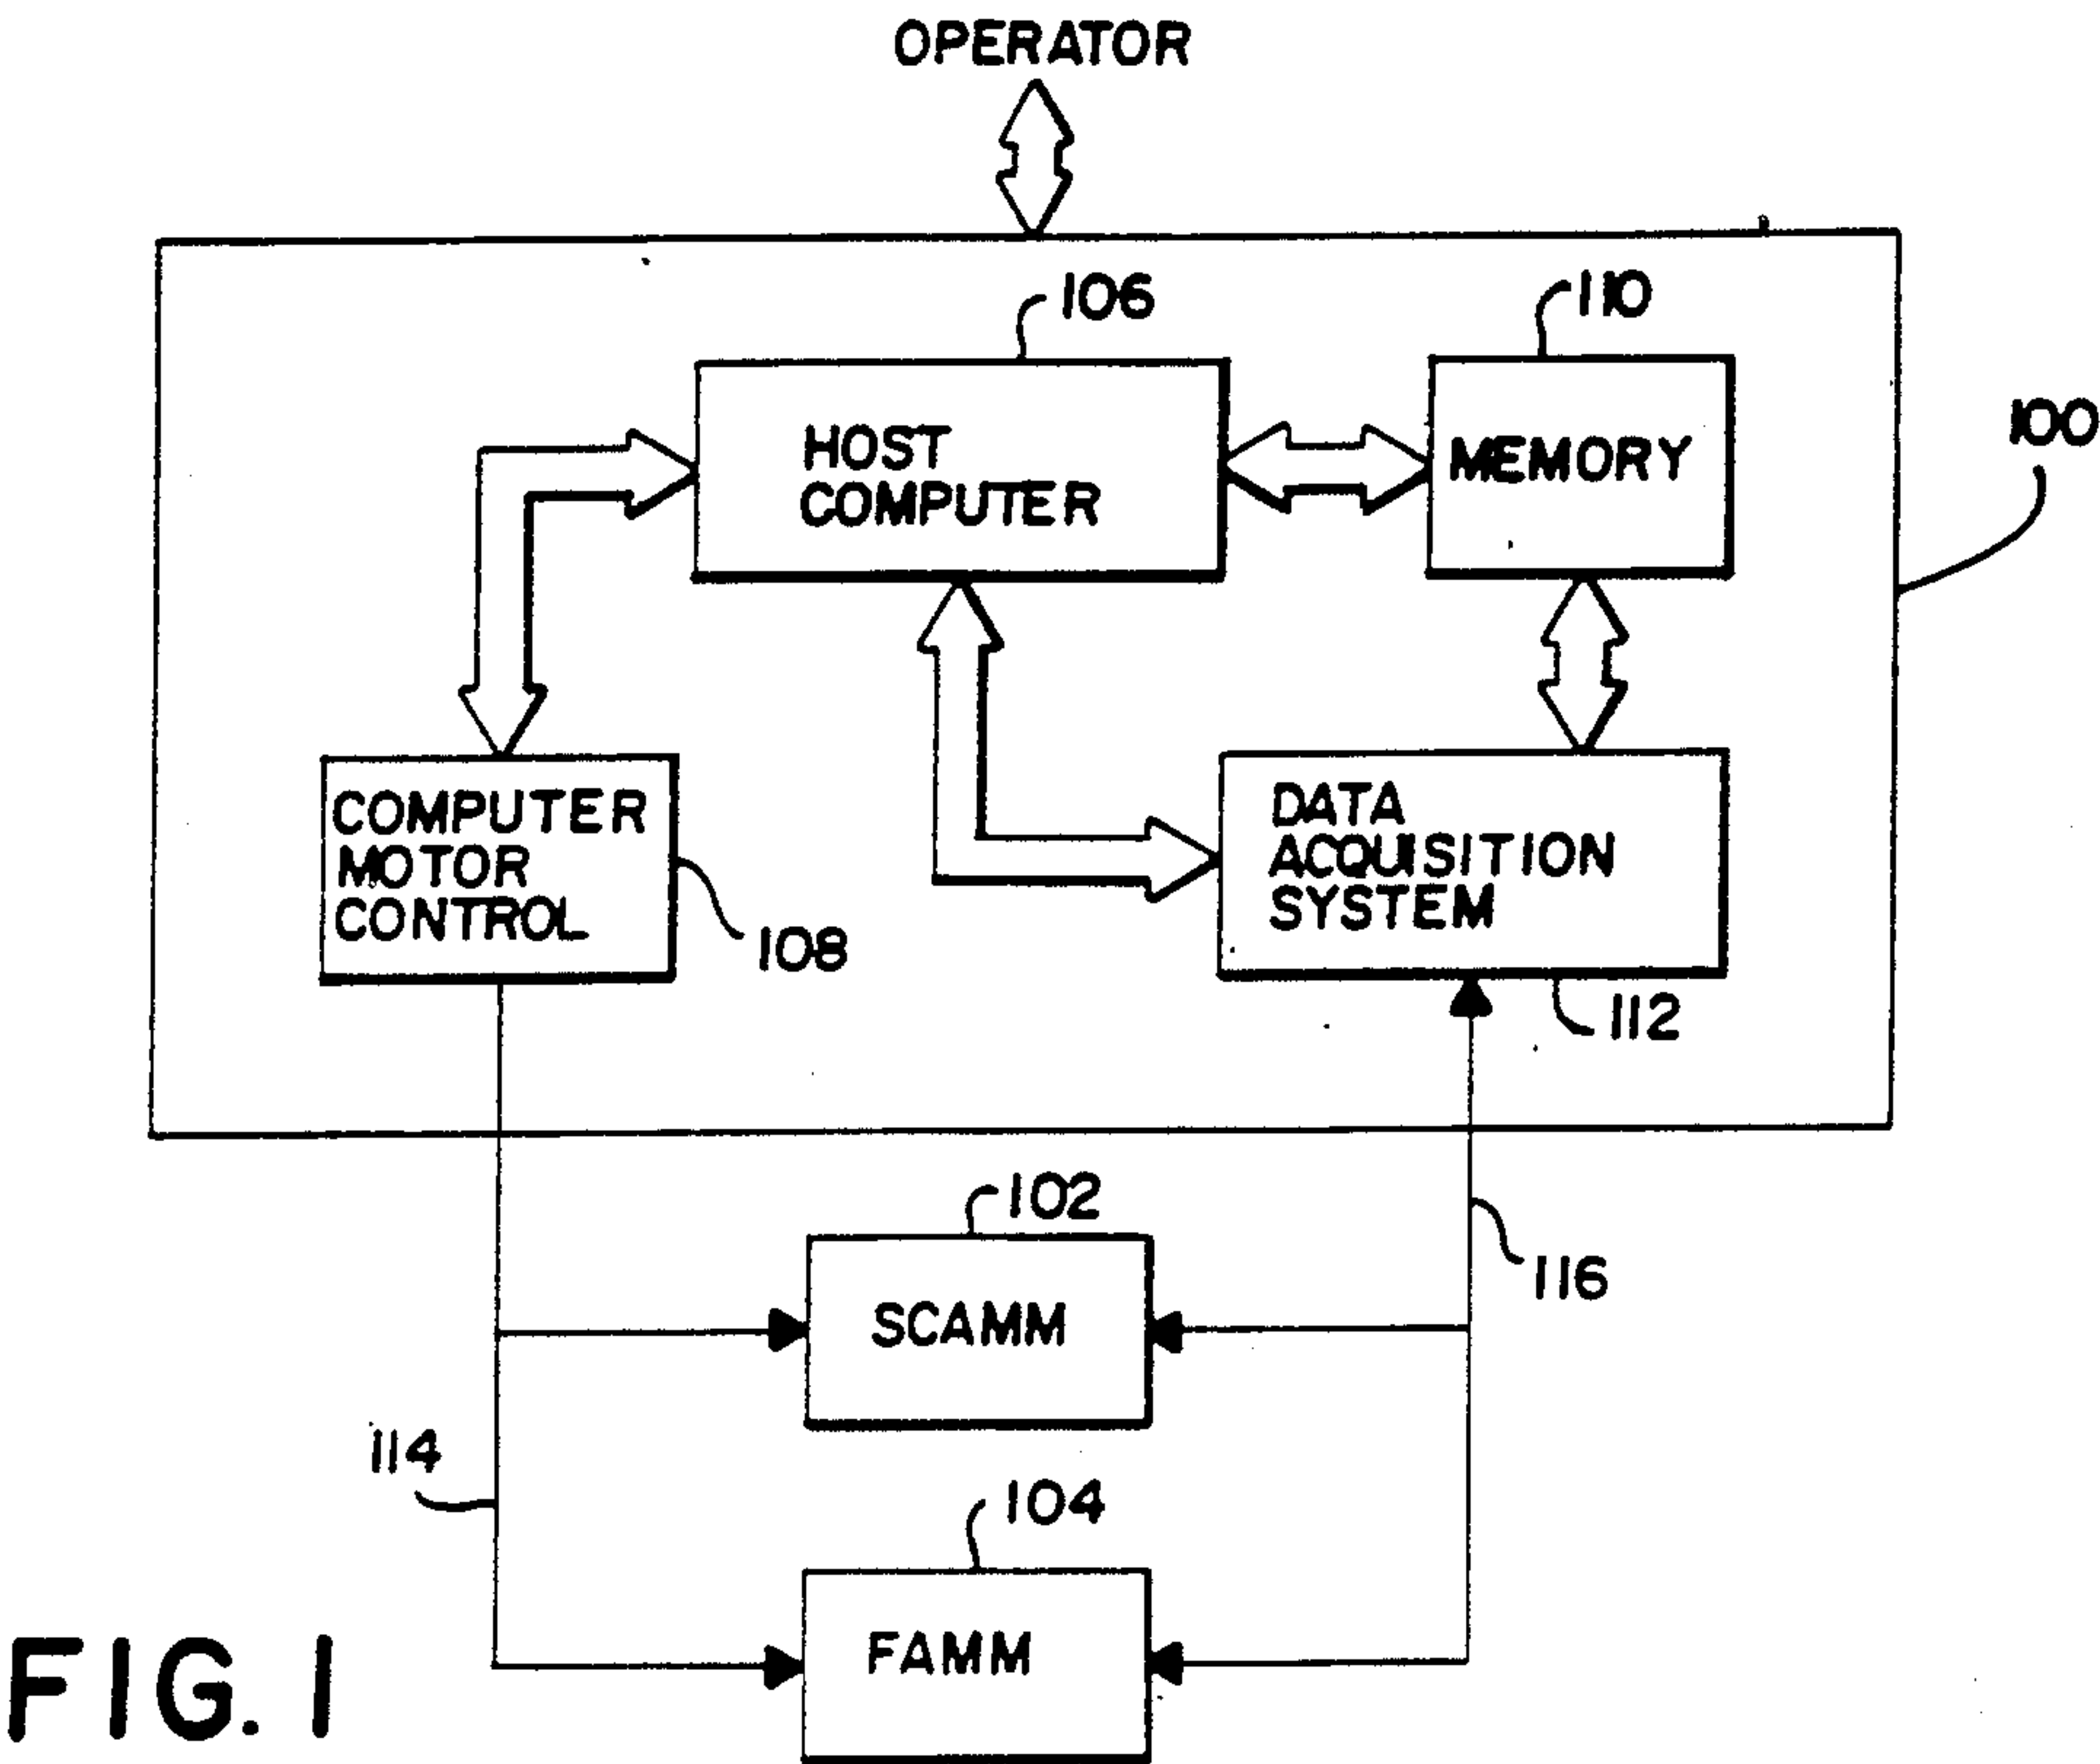 OPERATOR
106
110
100
HOST
COMPUTER
MEMORY
COMPUTER
MOTOR
CONTROL
108
DATA
ACQUISITION
SYSTEM
112
102
SCAMM
116
114
104
FAMM
FIG. 1